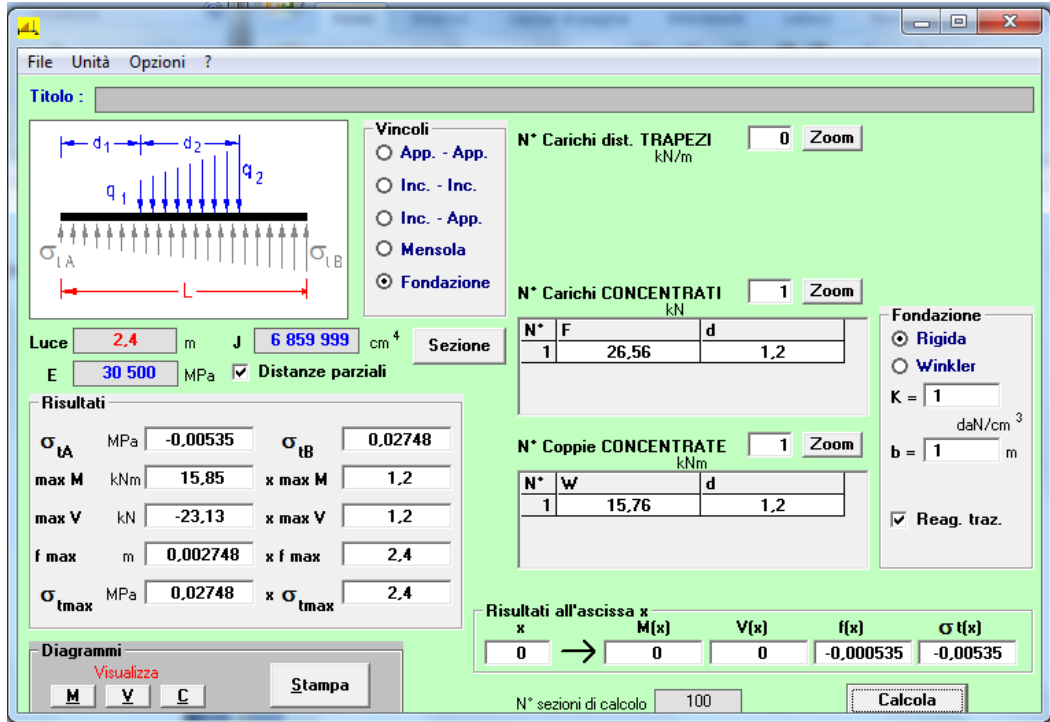 File Unità Opzioni ?
Titolo :
d1 d2
q1 q2
σtA σtB
L
Vincoli
App. - App.
Inc. - Inc.
Inc. - App.
Mensola
Fondazione
N° Carichi dist. TRAPEZI 0 Zoom
kN/m
N° Carichi CONCENTRATI 1 Zoom
kN
N° F d
1 26,56 1,2
Luce 2,4 m J 6 859 999 cm 4 Sezione
E 30 500 MPa Distanze parziali
Fondazione
Rigida
Winkler
K = 1
daN/cm 3
b = 1 m
Reag. traz.
N° Coppie CONCENTRATE 1 Zoom
kNm
N° W d
1 15,76 1,2
Risultati
σtA MPa -0,00535 σtB 0,02748
max M kNm 15,85 x max M 1,2
max V kN -23,13 x max V 1,2
f max m 0,002748 x f max 2,4
σtmax MPa 0,02748 x σtmax 2,4
Risultati all'ascissa x
x M(x) V(x) f(x) σt(x)
0 0 0 -0,000535 -0,00535
Diagrammi
Visualizza
M V C Stampa
N° sezioni di calcolo 100 Calcola